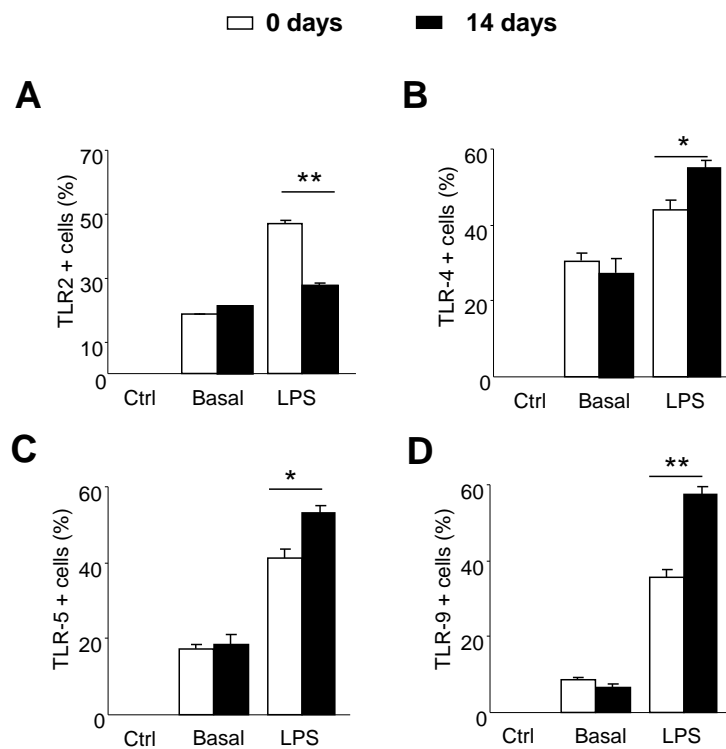 0 days 14 days
A
TLR2 + cells (%)
70
50
30
10
0
**
Ctrl Basal LPS
B
TLR-4 + cells (%)
60
40
20
0
*
Ctrl Basal LPS
C
TLR-5 + cells (%)
60
40
20
0
*
Ctrl Basal LPS
D
TLR-9 + cells (%)
60
40
20
0
**
Ctrl Basal LPS